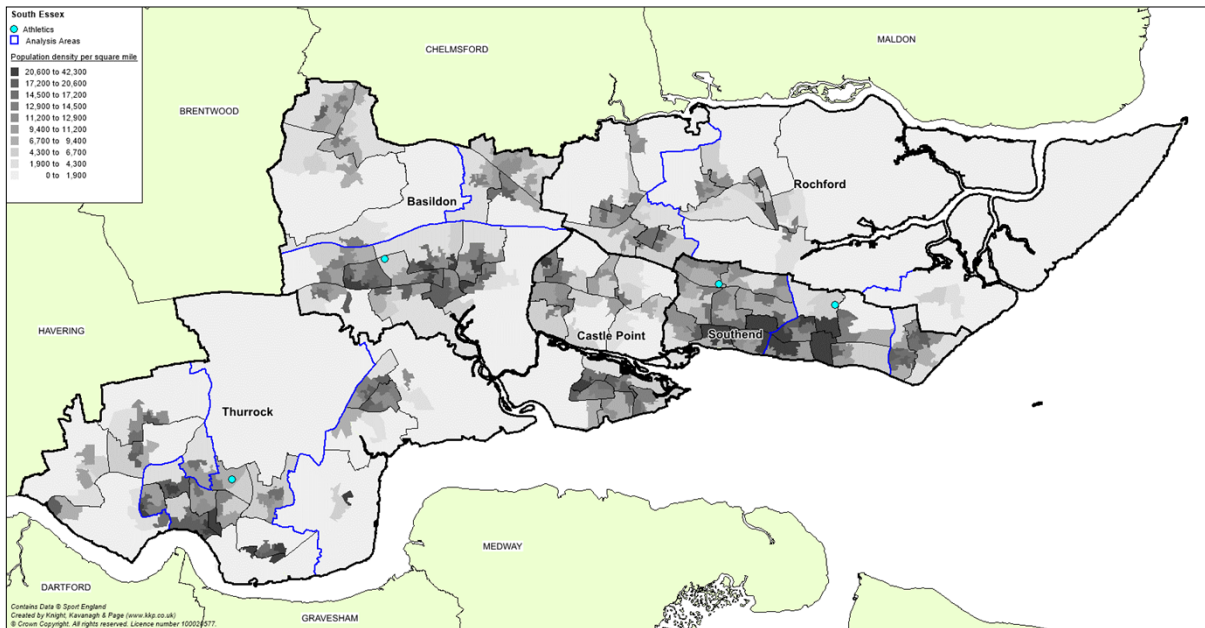 South Essex
Athletics
Analysis Areas
Population density per square mile
20,600 to 42,300
17,200 to 20,600
14,500 to 17,200
12,900 to 14,500
11,200 to 12,900
9,400 to 11,200
6,700 to 9,400
4,300 to 6,700
1,900 to 4,300
0 to 1,900
MALDON
CHELMSFORD
BRENTWOOD
Rochford
Basildon
HAVERING
Castle Point
Southend
Thurrock
MEDWAY
DARTFORD
GRAVESHAM
Contains Data ® Sport England
Created by Knight, Kavanagh & Page (www.kkp.co.uk)
® Crown Copyright. All rights reserved. Licence number 100020577.